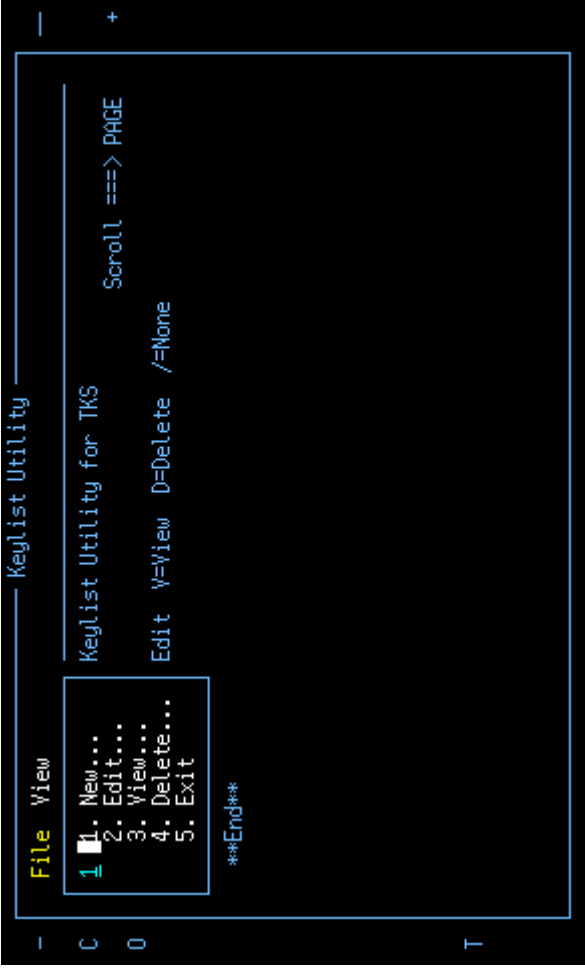 Keylist Utility
File View
Keylist Utility for TKS
1 1. New...
2. Edit...
3. View...
4. Delete...
5. Exit
Scroll ===> PAGE
Edit V=View D=Delete /=None
**End**
C
O
T
- +